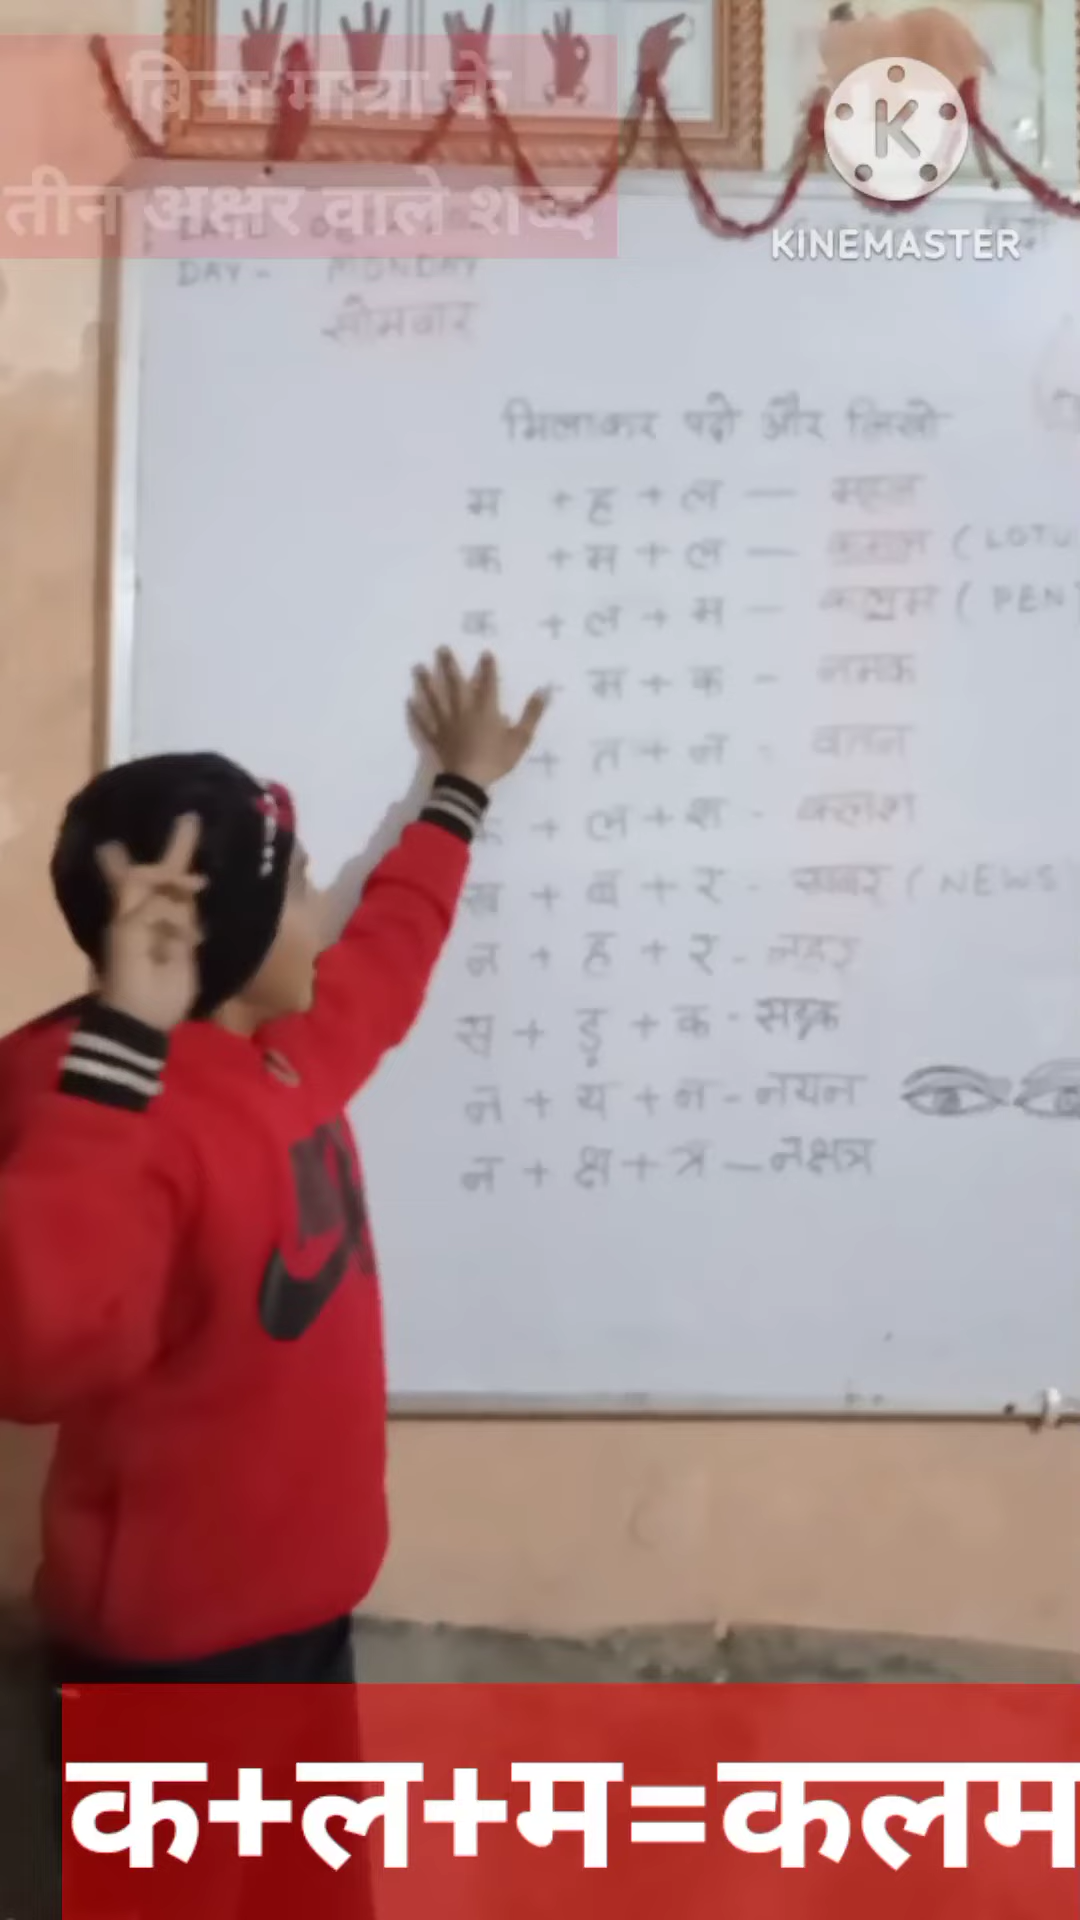 बिना मात्रा के
तीन अक्षर वाले शब्द
KINEMASTER
DAY - MONDAY
सोमवार
मिलाकर पढो और लिखो
म + ह + ल — महल
क + म + ल — कमल ( LOTU
क + ल + म — कलम ( PEN )
+ म + क - नमक
+ त + न - वतन
क + ल + श - कलश
ख + ब + र - खबर ( NEWS
न + ह + र - नहर
स + ड़ + क - सड़क
न + य + न - नयन
न + क्ष + त्र — नक्षत्र
क+ल+म=कलम